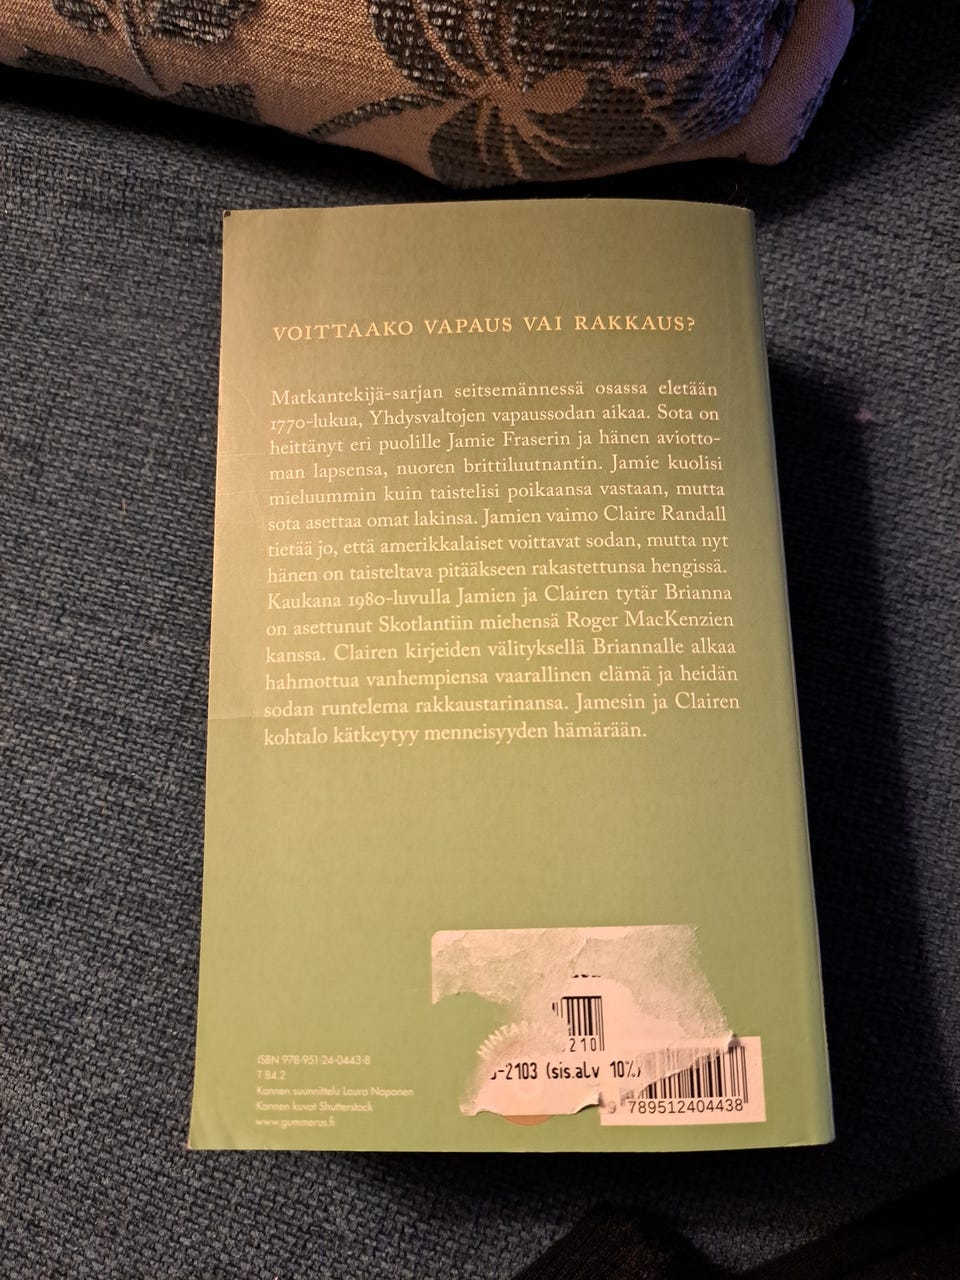 VOITTAAKO VAPAUS VAI RAKKAUS?
Matkantekijä-sarjan seitsemännessä osassa eletään
1770-lukua, Yhdysvaltojen vapaussodan aikaa. Sota on
heittänyt eri puolille Jamie Fraserin ja hänen aviotto-
man lapsensa, nuoren brittiluutnantin. Jamie kuolisi
mieluummin kuin taistelisi poikaansa vastaan, mutta
sota asettaa omat lakinsa. Jamien vaimo Claire Randall
tietää jo, että amerikkalaiset voittavat sodan, mutta nyt
hänen on taisteltava pitääkseen rakastettunsa hengissä.
Kaukana 1980-luvulla Jamien ja Clairen tytär Brianna
on asettunut Skotlantiin miehensä Roger MacKenzien
kanssa. Clairen kirjeiden välityksellä Briannalle alkaa
hahmottua vanhempiensa vaarallinen elämä ja heidän
sodan runtelema rakkaustarinansa. Jamesin ja Clairen
kohtalo kätkeytyy menneisyyden hämärään.
210
-2103 (sis.alv 10%)
ISBN 978-951-24-0443-8
T 84.2
Kannen suunnittelu Laura Noponen
Kannen kuvat Shutterstock
www.gummerus.fi
9 789512404438